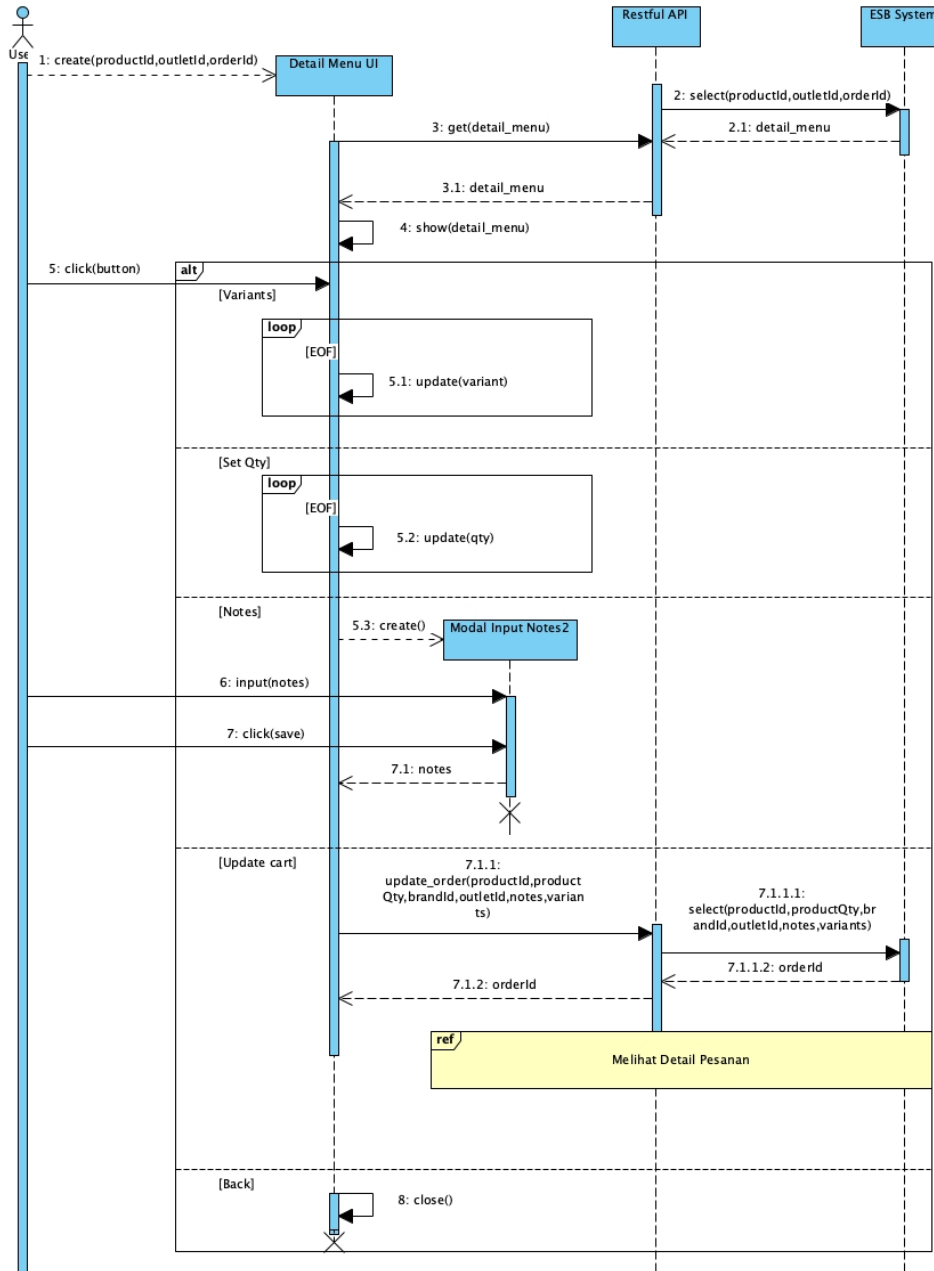 Restful API
ESB System
Use
1: create(productId,outletId,orderId)
Detail Menu UI
2: select(productId,outletId,orderId)
3: get(detail_menu)
2.1: detail_menu
3.1: detail_menu
4: show(detail_menu)
5: click(button)
alt
[Variants]
loop
[EOF]
5.1: update(variant)
[Set Qty]
loop
[EOF]
5.2: update(qty)
[Notes]
5.3: create()
Modal Input Notes2
6: input(notes)
7: click(save)
7.1: notes
[Update cart]
7.1.1:
update_order(productId,product
Qty,brandId,outletId,notes,varian
ts)
7.1.1.1:
select(productId,productQty,br
andId,outletId,notes,variants)
7.1.1.2: orderId
7.1.2: orderId
ref
Melihat Detail Pesanan
[Back]
8: close()